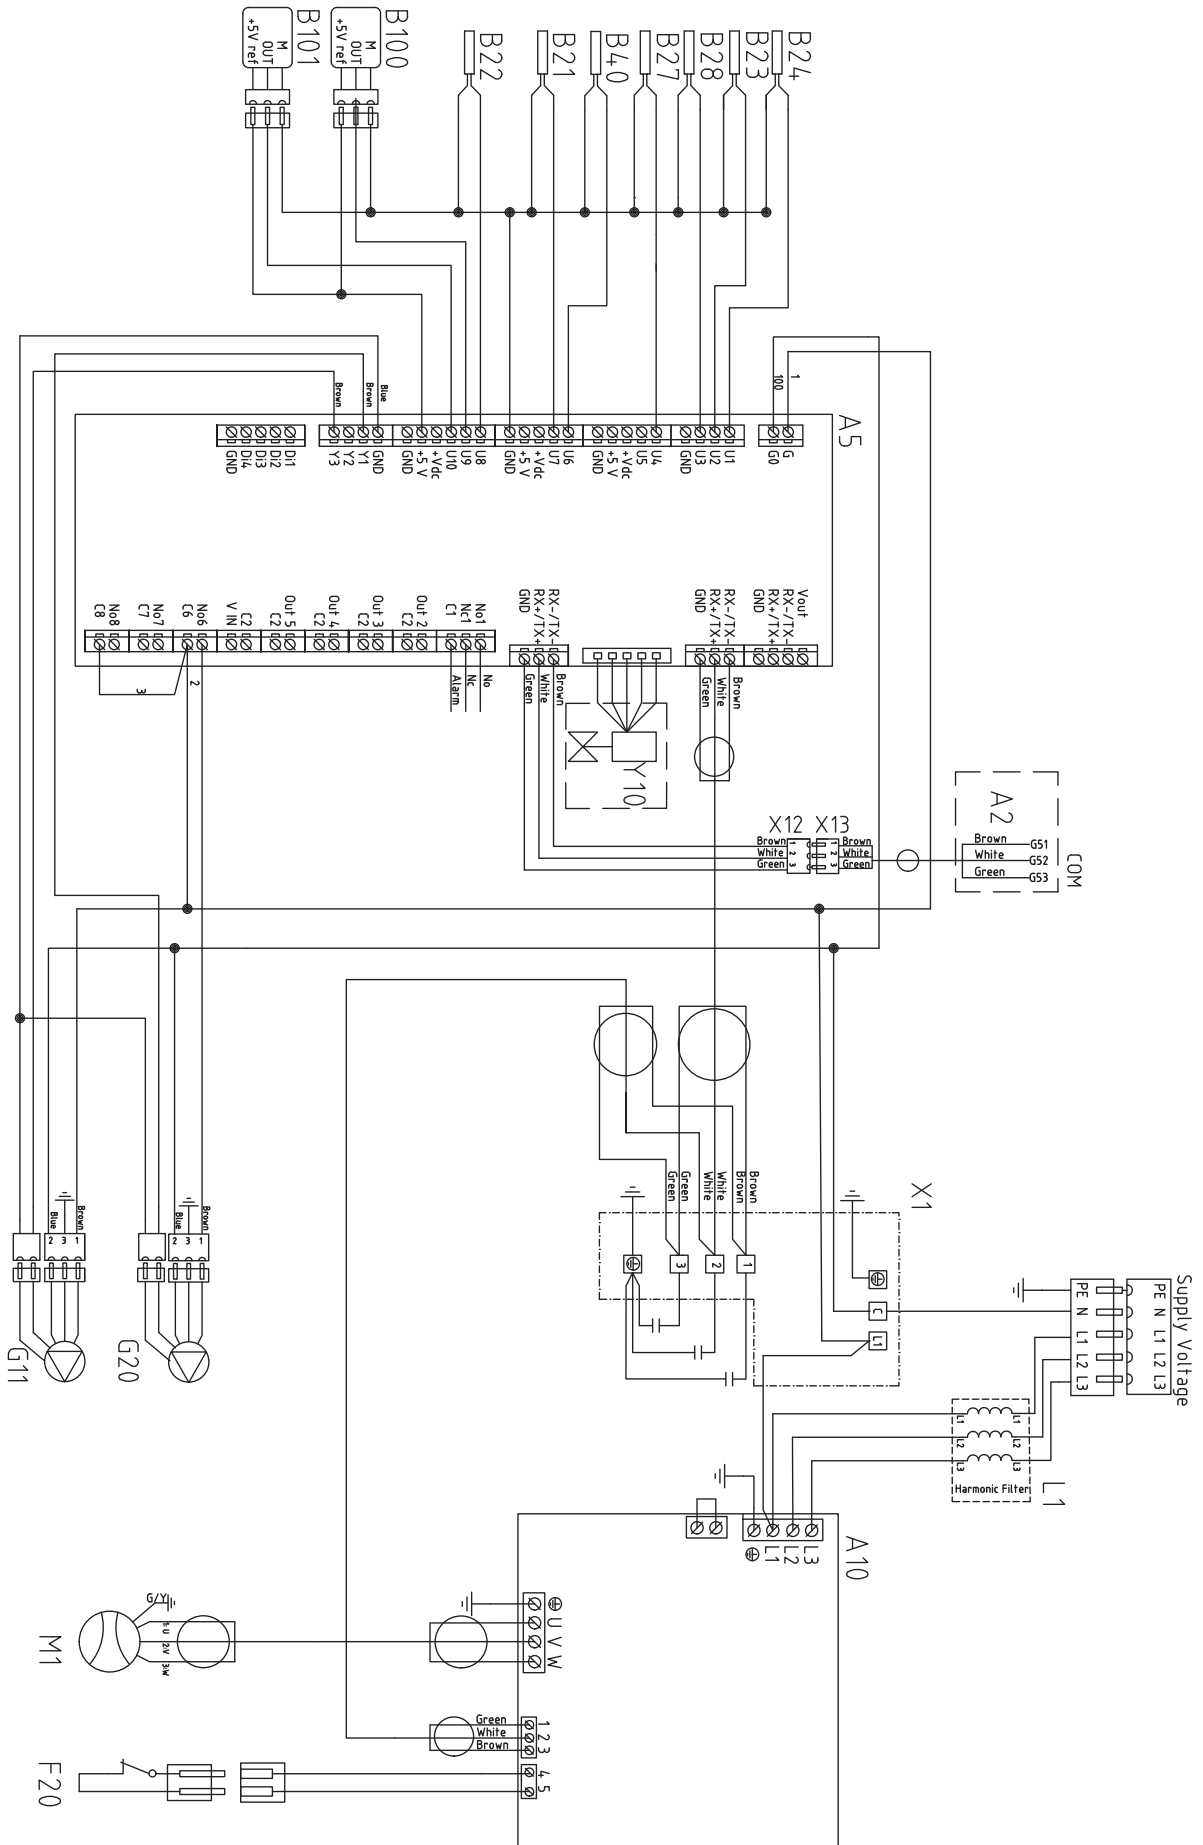 B101
M
OUT
+5V ref
B100
M
OUT
+5V ref
B22
B21
B40
B27
B28
B23
B24
1
100
Brown
Brown
Blue
A5
GND
Di4
Di3
Di2
Di1
Y3
Y2
Y1
GND
GND
+5 V
+Vdc
U10
U9
U8
GND
+5 V
+Vdc
U7
U6
GND
+5 V
+Vdc
U5
U4
GND
U3
U2
U1
G0
G
C8
No8
C7
No7
C6
No6
V IN
C2
C2
Out 5
C2
Out 4
C2
Out 3
C2
Out 2
C1
Nc1
No1
GND
RX+/TX+
RX-/TX-
GND
RX+/TX+
RX-/TX-
GND
RX+/TX+
RX-/TX-
Vout
3
2
Alarm
Nc
No
Green
White
Brown
Green
White
Brown
Y10
A2
Brown
G51
White
G52
Green
G53
COM
X12
X13
Brown
1
1
Brown
White
2
2
White
Green
3
3
Green
Green
Green
White
White
Brown
Brown
X1
3
2
1
C
L1
Brown
Blue
2
3
1
G20
Brown
Blue
2
3
1
G11
Supply Voltage
PE N L1 L2 L3
PE N L1 L2 L3
L1
L1
L2
L2
L3
L3
Harmonic Filter
L1
A10
L1
L2
L3
U
V
W
G/Y
1:U
2:V
3:W
M1
Green
1
White
2
Brown
3
4
5
F20